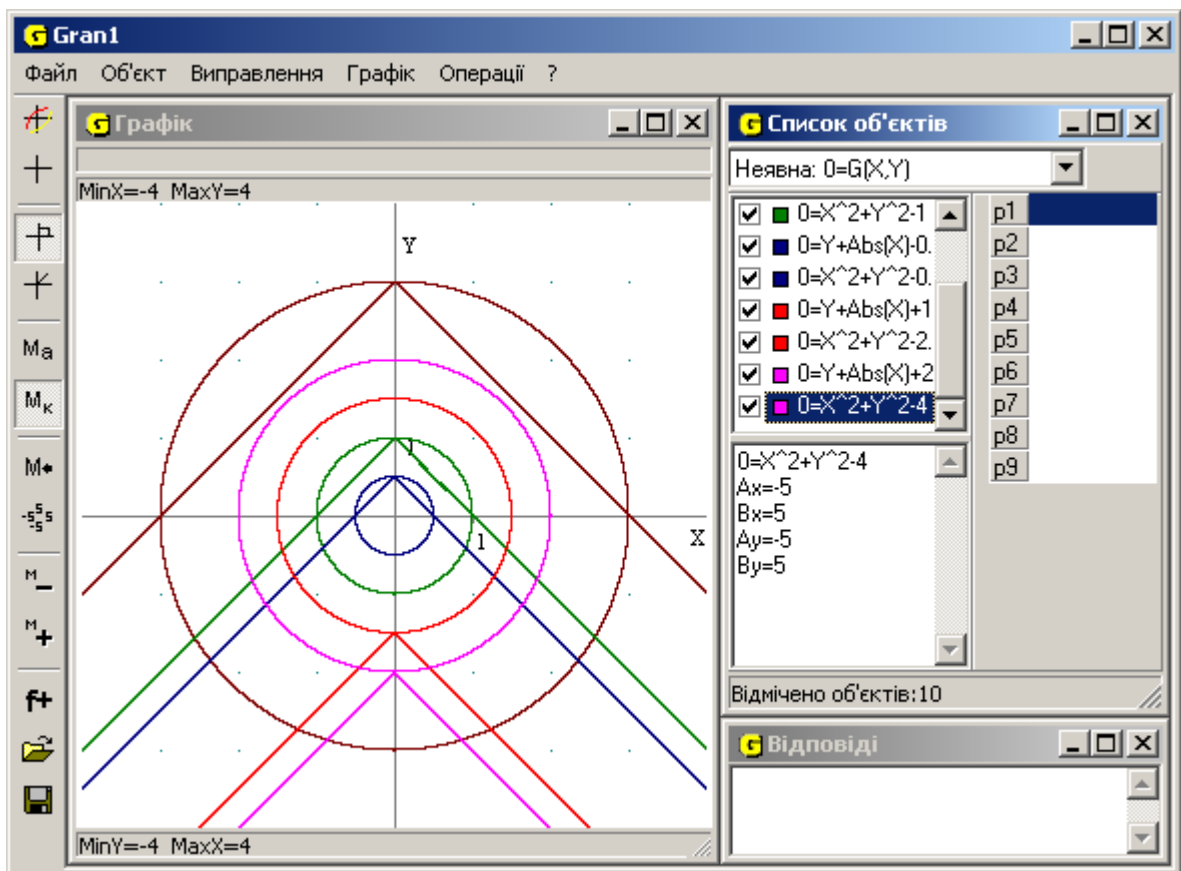 Gran1
Файл Об'єкт Виправлення Графік Операції ?
Графік
MinX=-4 MaxY=4
Y
1
1
X
MinY=-4 MaxX=4
Ma
Mк
M
-5 5 5 -5
M
M
f+
Список об'єктів
Неявна: 0=G(X,Y)
0=X^2+Y^2-1
0=Y+Abs(X)-0.
0=X^2+Y^2-0.
0=Y+Abs(X)+1
0=X^2+Y^2-2.
0=Y+Abs(X)+2
0=X^2+Y^2-4
p1
p2
p3
p4
p5
p6
p7
p8
p9
0=X^2+Y^2-4
Ax=-5
Bx=5
Ay=-5
By=5
Відмічено об'єктів:10
Відповіді